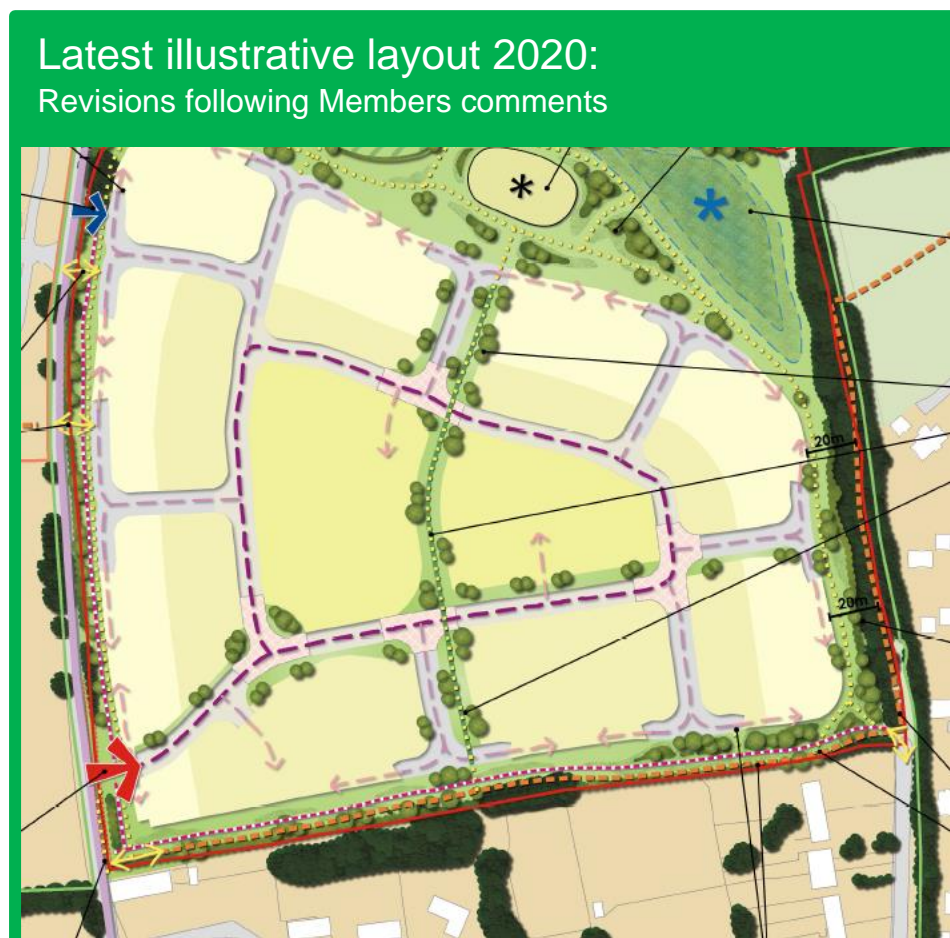 Latest illustrative layout 2020:
Revisions following Members comments
*
*
20m
20m